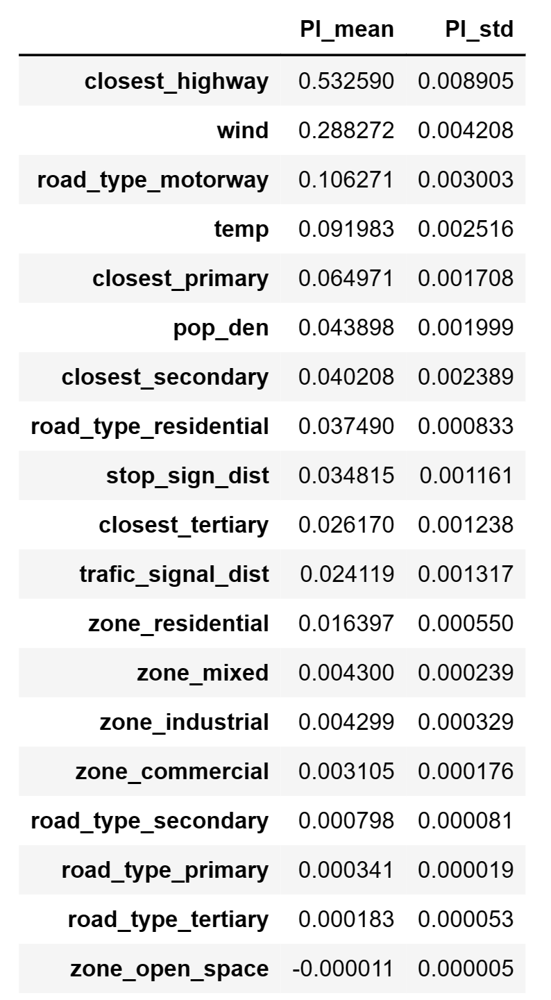 PI_mean PI_std
closest_highway 0.532590 0.008905
wind 0.288272 0.004208
road_type_motorway 0.106271 0.003003
temp 0.091983 0.002516
closest_primary 0.064971 0.001708
pop_den 0.043898 0.001999
closest_secondary 0.040208 0.002389
road_type_residential 0.037490 0.000833
stop_sign_dist 0.034815 0.001161
closest_tertiary 0.026170 0.001238
trafic_signal_dist 0.024119 0.001317
zone_residential 0.016397 0.000550
zone_mixed 0.004300 0.000239
zone_industrial 0.004299 0.000329
zone_commercial 0.003105 0.000176
road_type_secondary 0.000798 0.000081
road_type_primary 0.000341 0.000019
road_type_tertiary 0.000183 0.000053
zone_open_space -0.000011 0.000005